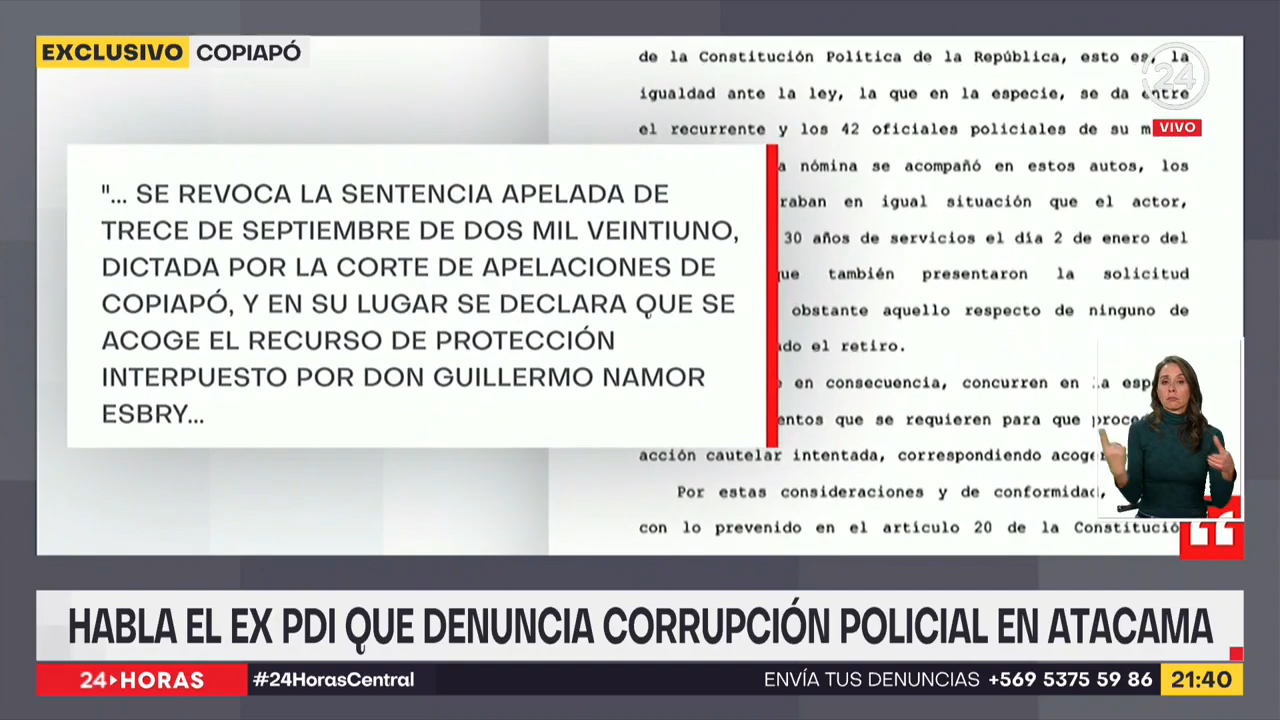 EXCLUSIVO COPIAPÓ
de la Constitución Política de la República, esto es, la
igualdad ante la ley, la que en la especie, se da entre
el recurrente y los 42 oficiales policiales de su
nómina se acompañó en estos autos, los
en igual situación que el actor,
30 años de servicios el día 2 de enero del
también presentaron la solicitud
obstante aquello respecto de ninguno de
el retiro.
en consecuencia, concurren en la
que se requieren para que
acción cautelar intentada, correspondiendo
Por estas consideraciones y de conformidad,
con lo prevenido en el artículo 20 de la Constitución
24
VIVO
"... SE REVOCA LA SENTENCIA APELADA DE
TRECE DE SEPTIEMBRE DE DOS MIL VEINTIUNO,
DICTADA POR LA CORTE DE APELACIONES DE
COPIAPÓ, Y EN SU LUGAR SE DECLARA QUE SE
ACOGE EL RECURSO DE PROTECCIÓN
INTERPUESTO POR DON GUILLERMO NAMOR
ESBRY...
HABLA EL EX PDI QUE DENUNCIA CORRUPCIÓN POLICIAL EN ATACAMA
24 HORAS #24HorasCentral ENVÍA TUS DENUNCIAS +569 5375 59 86 21:40